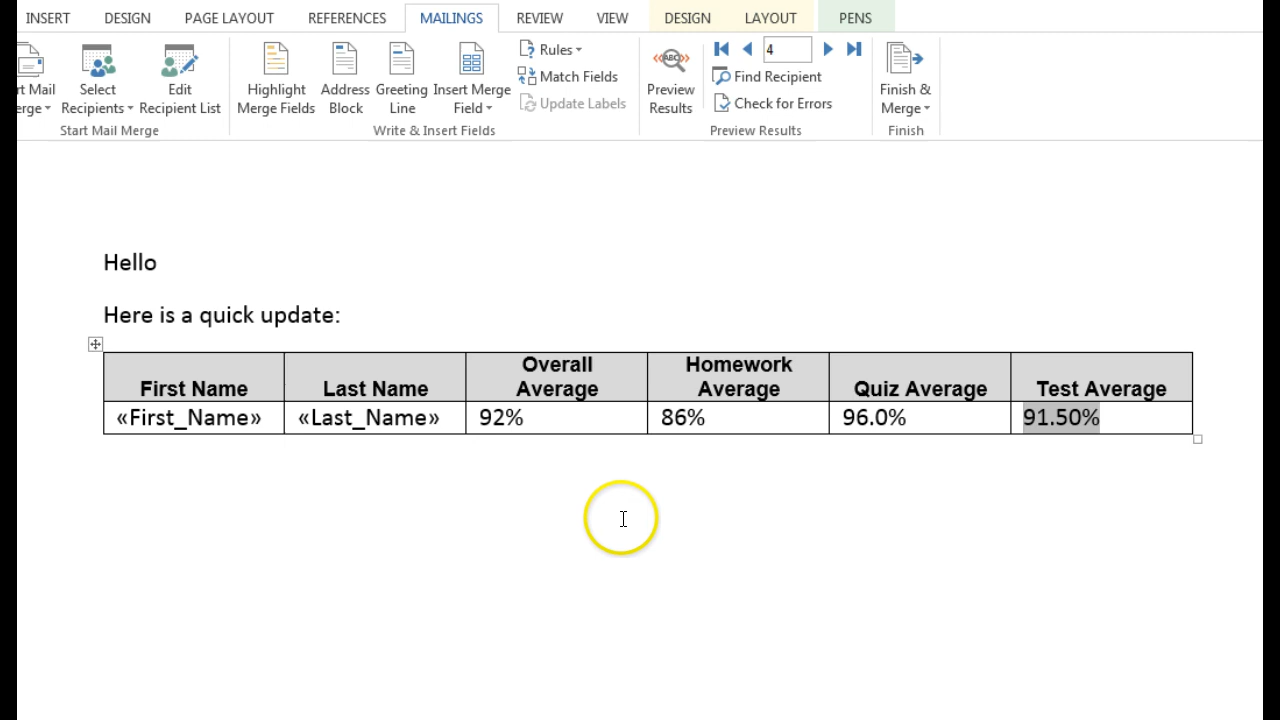 INSERT DESIGN PAGE LAYOUT REFERENCES MAILINGS REVIEW VIEW DESIGN LAYOUT PENS
rt Mail
erge
Select
Recipients
Edit
Recipient List
Start Mail Merge
Highlight
Merge Fields
Address
Block
Greeting
Line
Insert Merge
Field
Rules
Match Fields
Update Labels
Write & Insert Fields
«ABC»
Preview
Results
4
Find Recipient
Check for Errors
Preview Results
Finish &
Merge
Finish
Hello
Here is a quick update:
First Name
Last Name
Overall
Average
Homework
Average
Quiz Average
Test Average
«First_Name» «Last_Name» 92% 86% 96.0% 91.50%